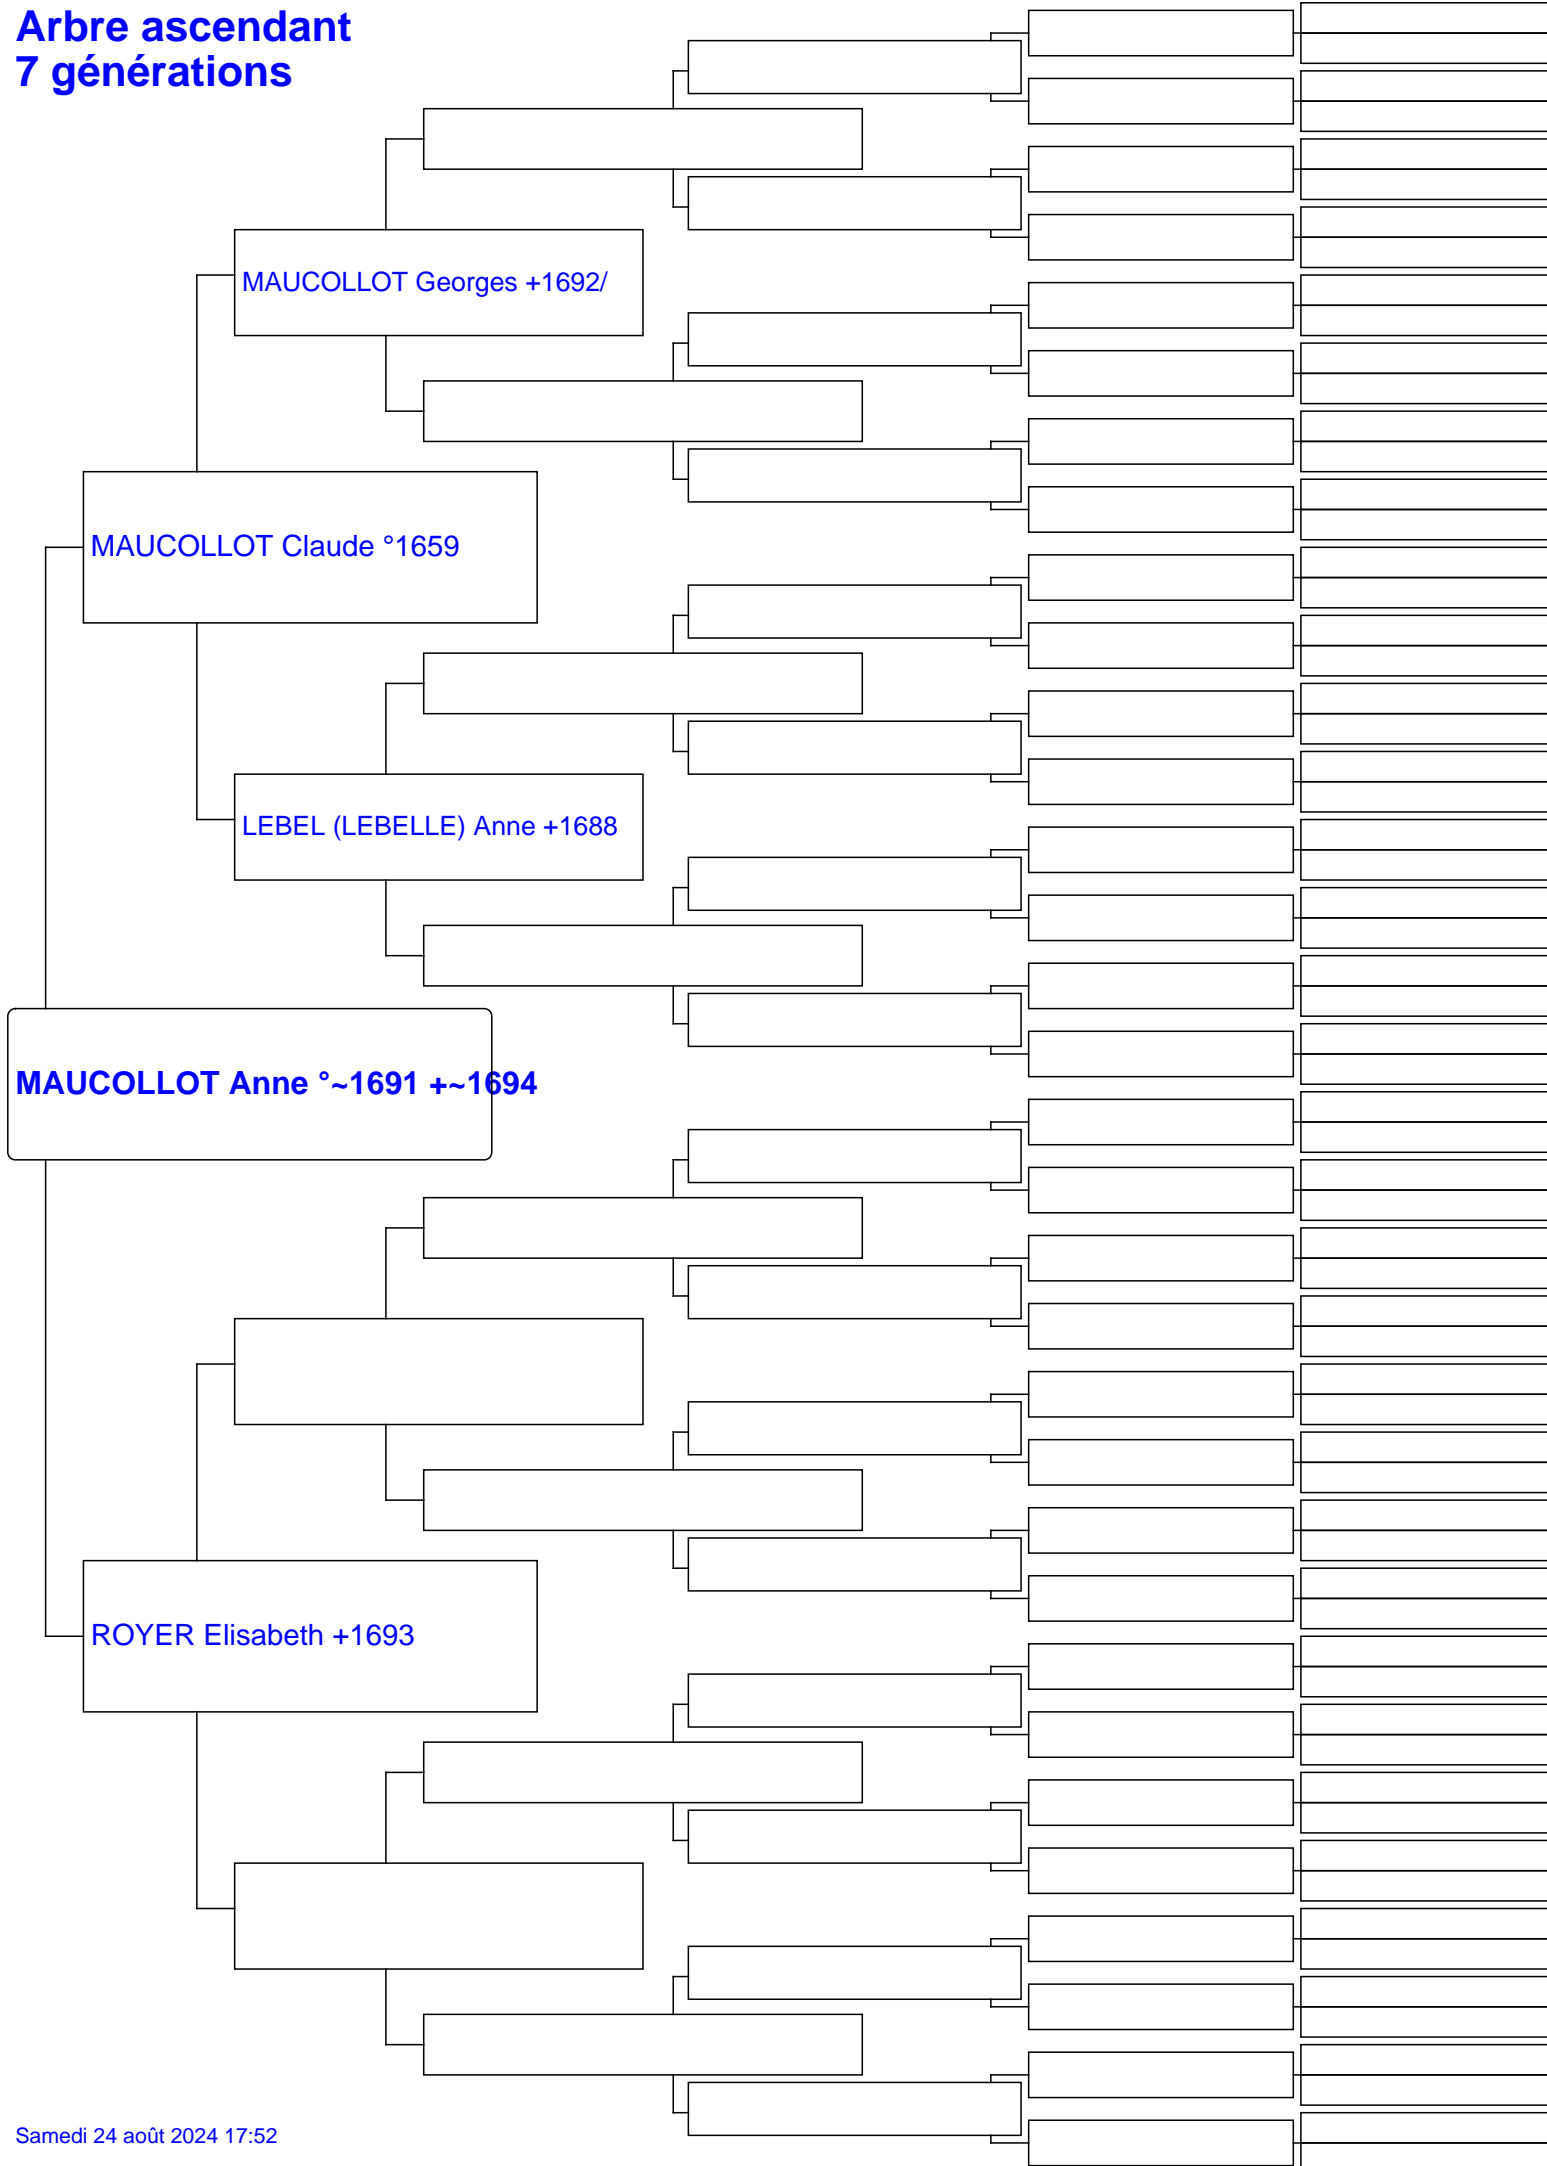 Arbre ascendant
7 générations
MAUCOLLOT Georges +1692/
MAUCOLLOT Claude °1659
LEBEL (LEBELLE) Anne +1688
MAUCOLLOT Anne °~1691 +~1694
ROYER Elisabeth +1693
Samedi 24 août 2024 17:52